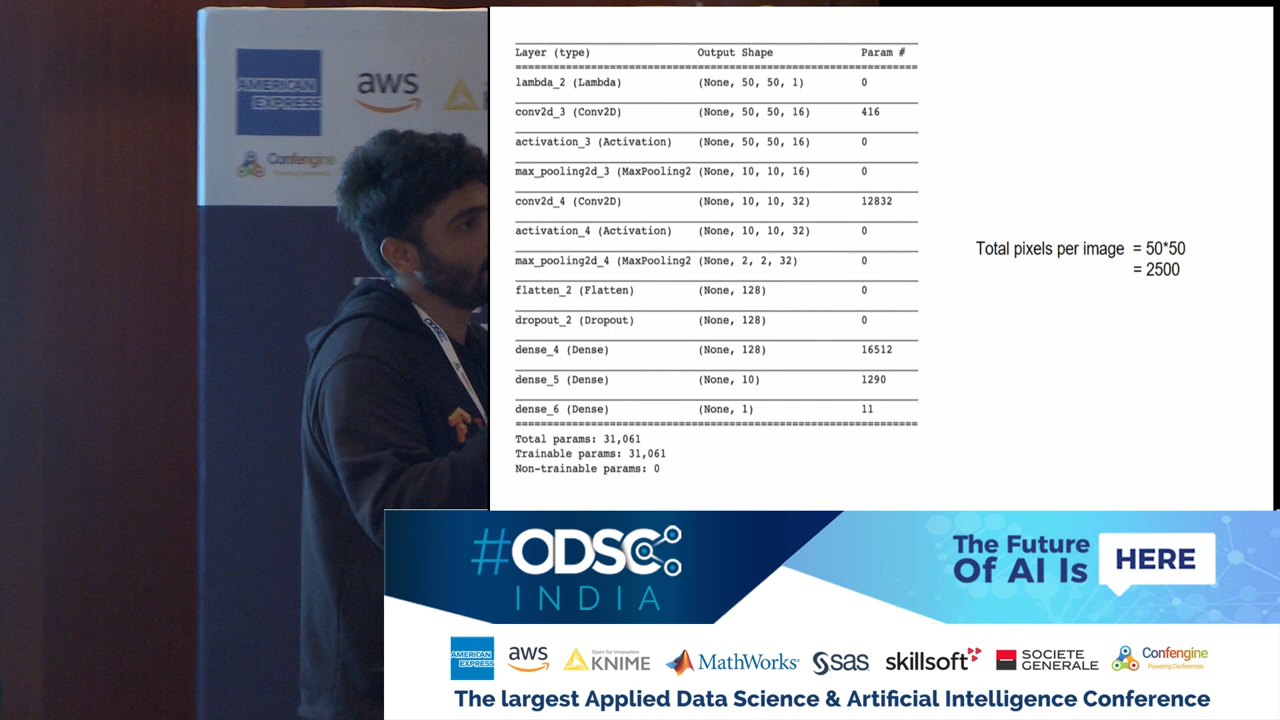 AMERICAN
EXPRESS
aws
Confengine
Powering Conferences
ODSC
Layer (type) Output Shape Param #
==================================================================
lambda_2 (Lambda) (None, 50, 50, 1) 0
conv2d_3 (Conv2D) (None, 50, 50, 16) 416
activation_3 (Activation) (None, 50, 50, 16) 0
max_pooling2d_3 (MaxPooling2 (None, 10, 10, 16) 0
conv2d_4 (Conv2D) (None, 10, 10, 32) 12832
activation_4 (Activation) (None, 10, 10, 32) 0
max_pooling2d_4 (MaxPooling2 (None, 2, 2, 32) 0
flatten_2 (Flatten) (None, 128) 0
dropout_2 (Dropout) (None, 128) 0
dense_4 (Dense) (None, 128) 16512
dense_5 (Dense) (None, 10) 1290
dense_6 (Dense) (None, 1) 11
==================================================================
Total params: 31,061
Trainable params: 31,061
Non-trainable params: 0
Total pixels per image = 50*50
= 2500
#ODSC
INDIA
The Future
Of AI Is HERE
AMERICAN
EXPRESS
aws
Open for Innovation
KNIME
MathWorks
SSAS
skillsoft
SOCIETE
GENERALE
Confengine
Powering Conferences
The largest Applied Data Science & Artificial Intelligence Conference